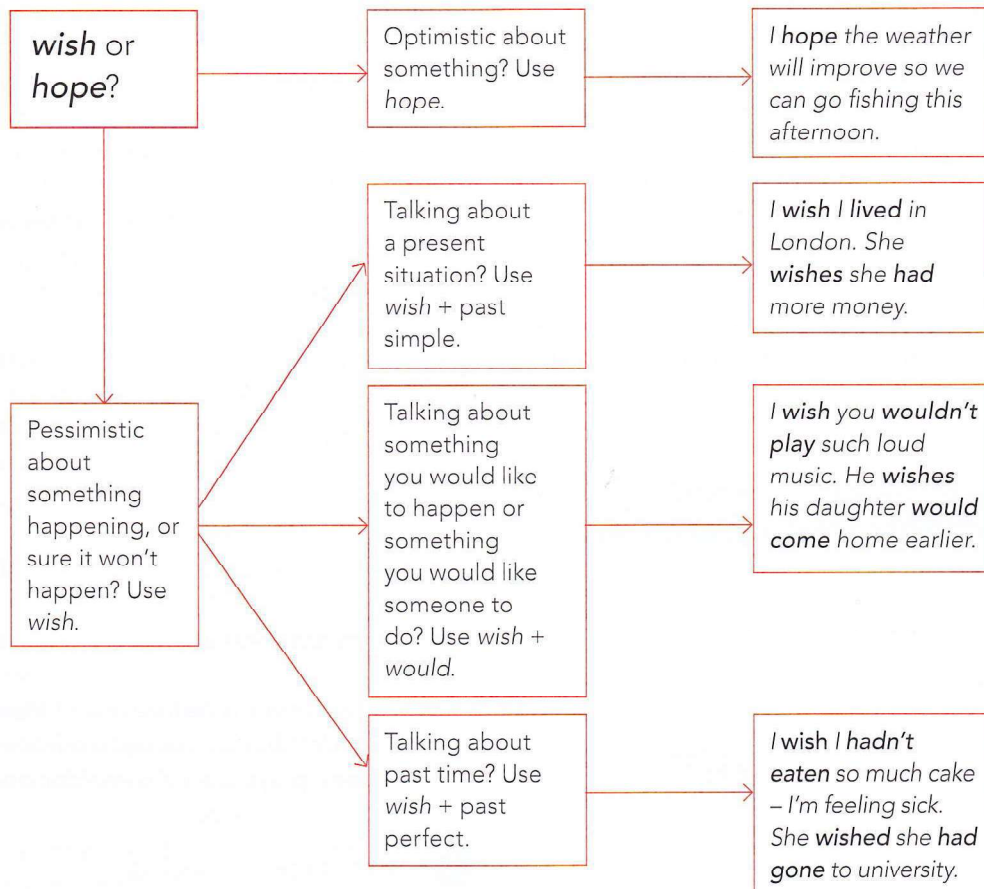 wish or
hope?
Optimistic about
something? Use
hope.
I hope the weather
will improve so we
can go fishing this
afternoon.
Talking about
a present
situation? Use
wish + past
simple.
I wish I lived in
London. She
wishes she had
more money.
Pessimistic
about
something
happening, or
sure it won't
happen? Use
wish.
Talking about
something
you would like
to happen or
something
you would like
someone to
do? Use wish +
would.
I wish you wouldn't
play such loud
music. He wishes
his daughter would
come home earlier.
Talking about
past time? Use
wish + past
perfect.
I wish I hadn't
eaten so much cake
– I'm feeling sick.
She wished she had
gone to university.